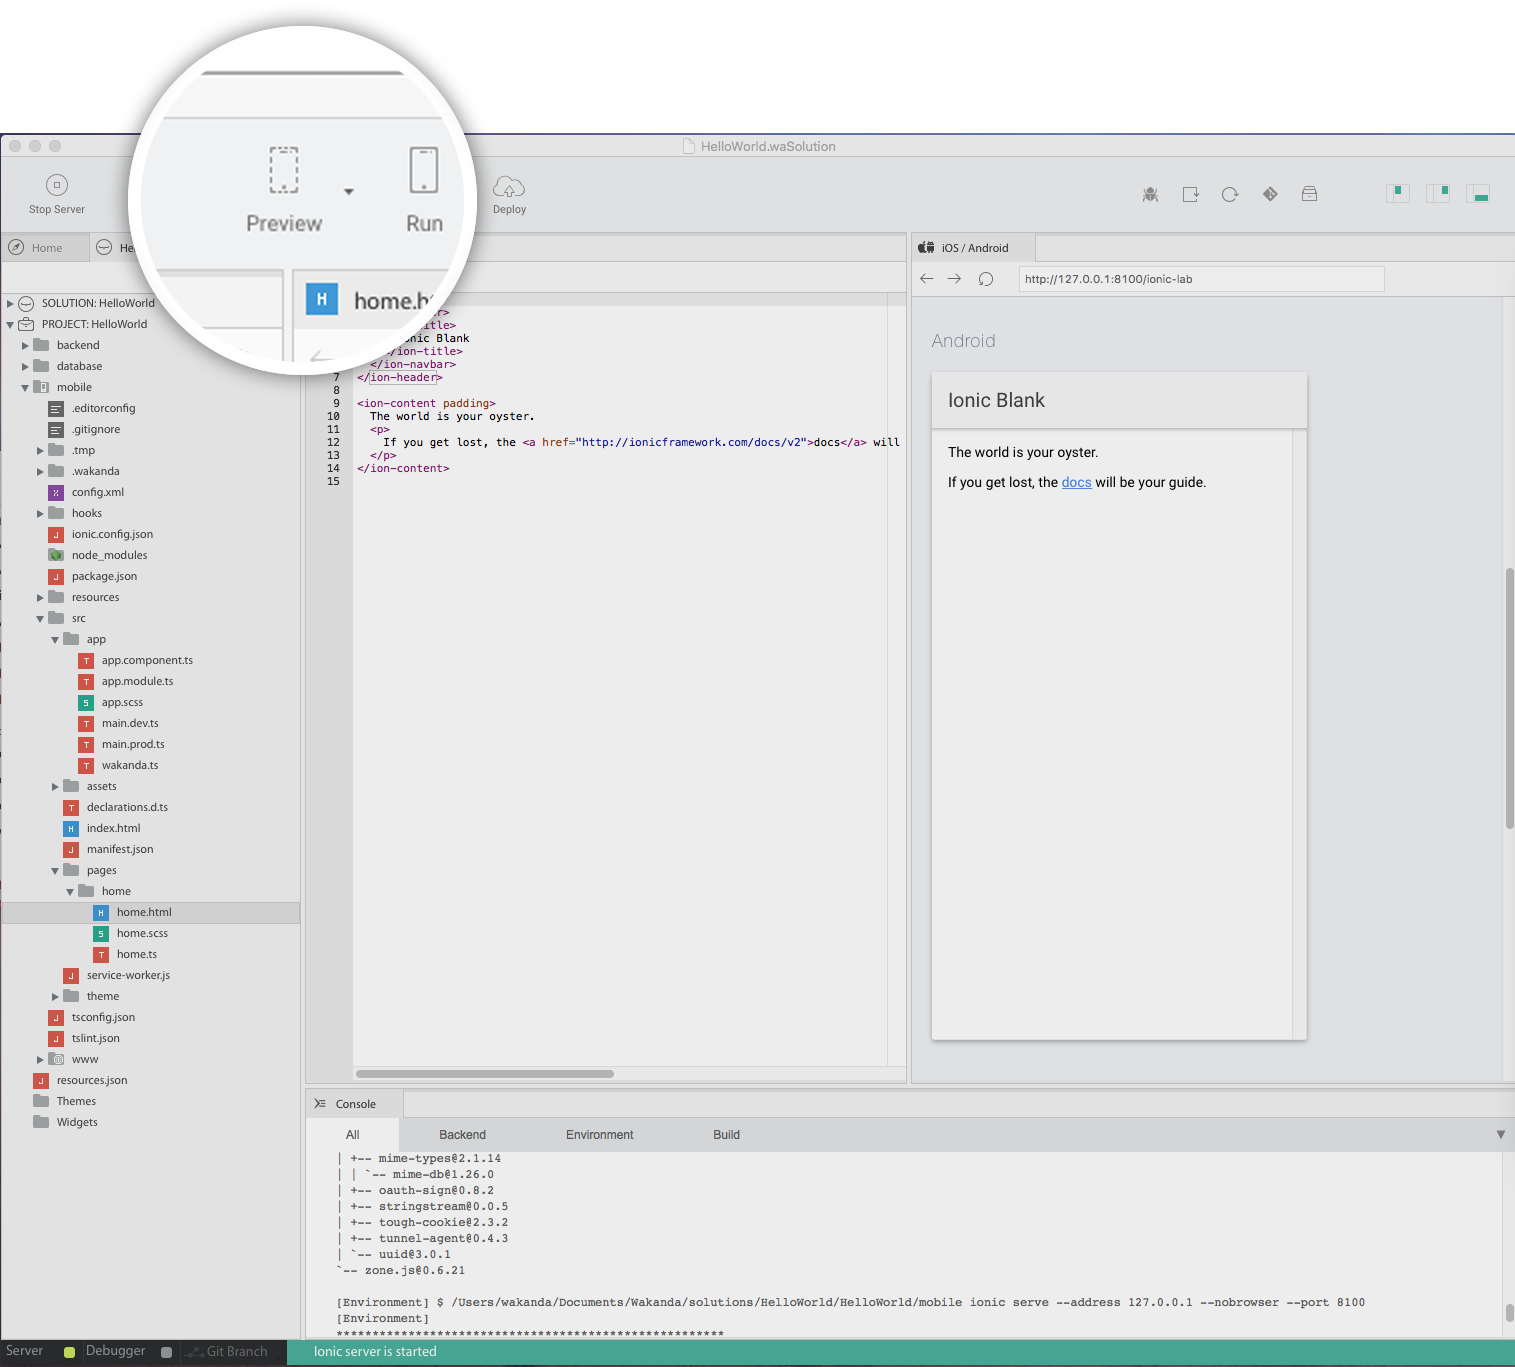 HelloWorld.waSolution
Stop Server
Preview
Run
Deploy
Home
He
home.h
iOS / Android
http://127.0.0.1:8100/ionic-lab
SOLUTION: HelloWorld
PROJECT: HelloWorld
backend
database
mobile
.editorconfig
.gitignore
.tmp
.wakanda
config.xml
hooks
ionic.config.json
node_modules
package.json
resources
src
app
app.component.ts
app.module.ts
app.scss
main.dev.ts
main.prod.ts
wakanda.ts
assets
declarations.d.ts
index.html
manifest.json
pages
home
home.html
home.scss
home.ts
service-worker.js
theme
tsconfig.json
tslint.json
www
resources.json
Themes
Widgets
r>
title>
onic Blank
/ion-title>
</ion-navbar>
7 </ion-header>
8
9 <ion-content padding>
10 The world is your oyster.
11 <p>
12 If you get lost, the <a href="http://ionicframework.com/docs/v2">docs</a> will
13 </p>
14 </ion-content>
15
Android
Ionic Blank
The world is your oyster.
If you get lost, the docs will be your guide.
Console
All Backend Environment Build
| +-- mime-types@2.1.14
| | `-- mime-db@1.26.0
| +-- oauth-sign@0.8.2
| +-- stringstream@0.0.5
| +-- tough-cookie@2.3.2
| +-- tunnel-agent@0.4.3
| `-- uuid@3.0.1
`-- zone.js@0.6.21
[Environment] $ /Users/wakanda/Documents/Wakanda/solutions/HelloWorld/HelloWorld/mobile ionic serve --address 127.0.0.1 --nobrowser --port 8100
[Environment]
******************************************************
Server Debugger Git Branch Ionic server is started